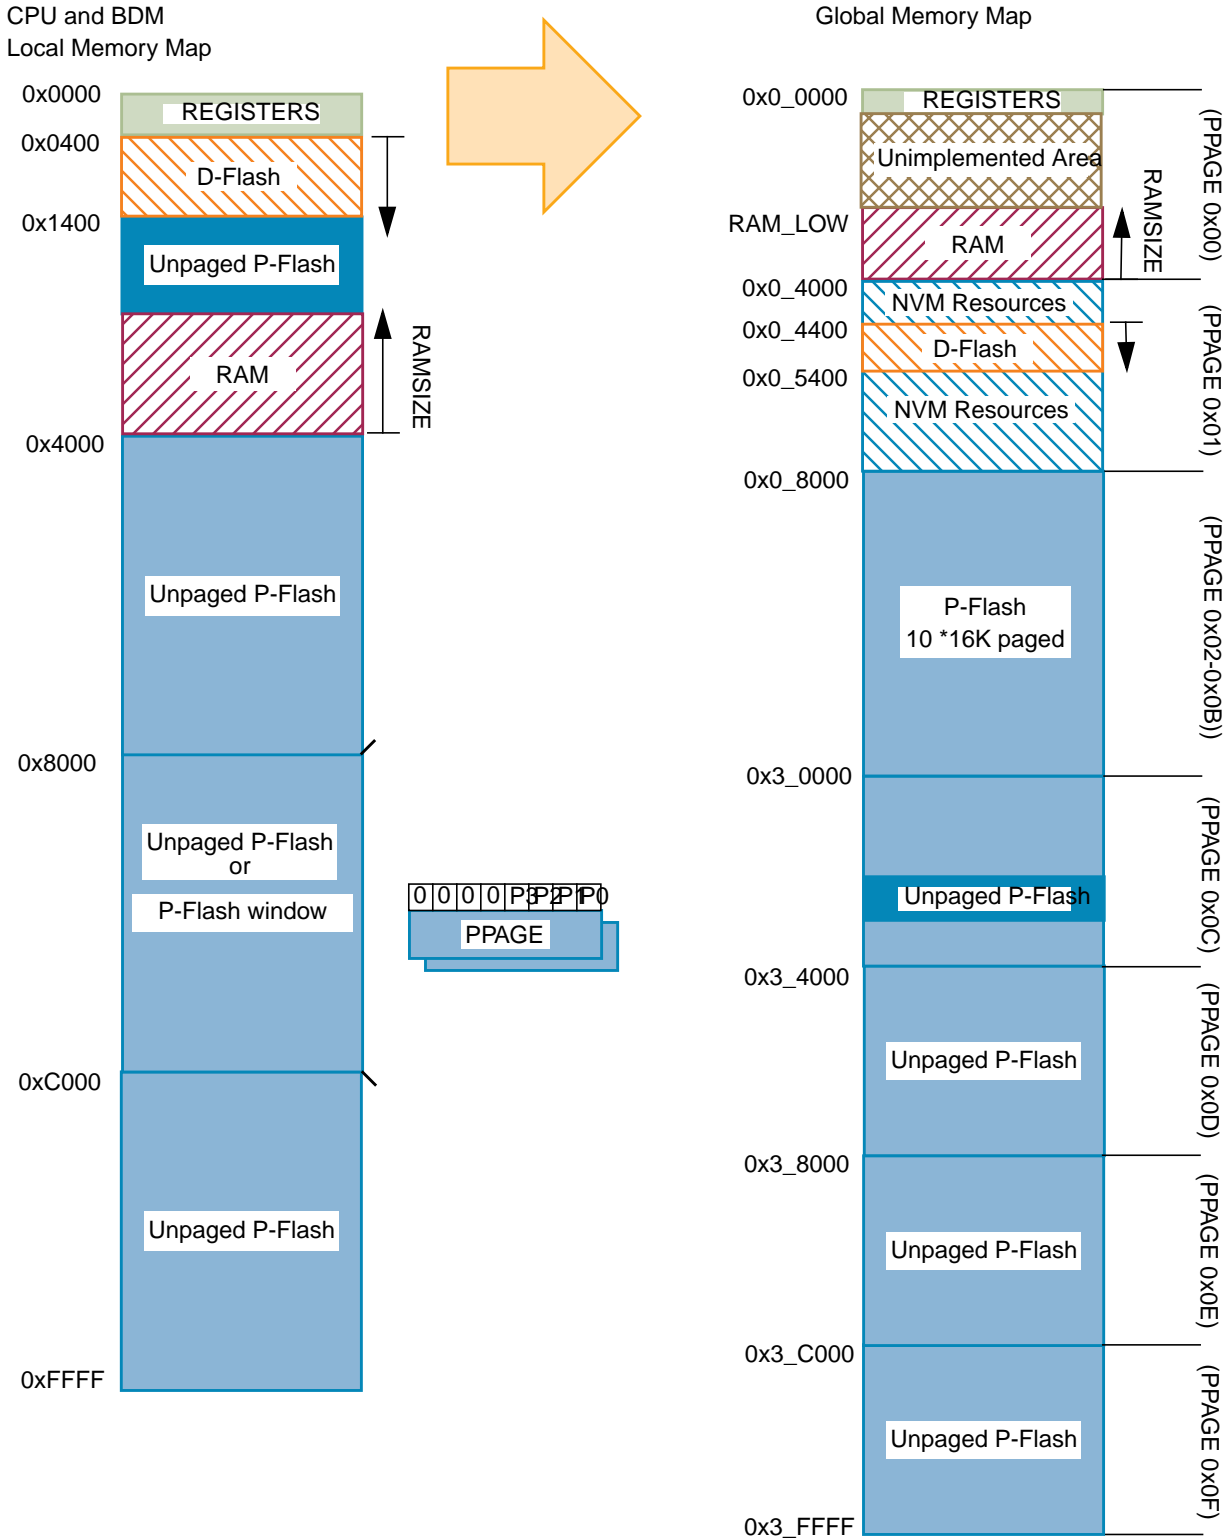 CPU and BDM
Local Memory Map
0x0000
REGISTERS
0x0400
D-Flash
0x1400
Unpaged P-Flash
RAM
RAMSIZE
0x4000
Unpaged P-Flash
0x8000
Unpaged P-Flash
or
P-Flash window
0xC000
Unpaged P-Flash
0xFFFF
0 0 0 0 P3 P2 P1 P0
PPAGE
Global Memory Map
0x0_0000
REGISTERS
Unimplemented Area
RAM_LOW
RAM
RAMSIZE
(PPAGE 0x00)
0x0_4000
NVM Resources
0x0_4400
D-Flash
0x0_5400
NVM Resources
(PPAGE 0x01)
0x0_8000
P-Flash
10 *16K paged
(PPAGE 0x02-0x0B))
0x3_0000
Unpaged P-Flash
(PPAGE 0x0C)
0x3_4000
Unpaged P-Flash
(PPAGE 0x0D)
0x3_8000
Unpaged P-Flash
(PPAGE 0x0E)
0x3_C000
Unpaged P-Flash
(PPAGE 0x0F)
0x3_FFFF